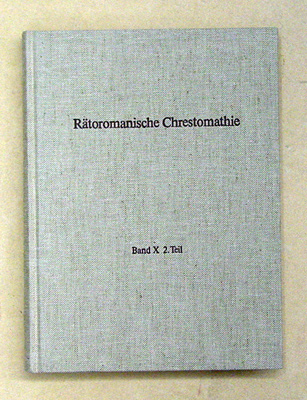 Rätoromanische Chrestomathie
Band X 2.Teil